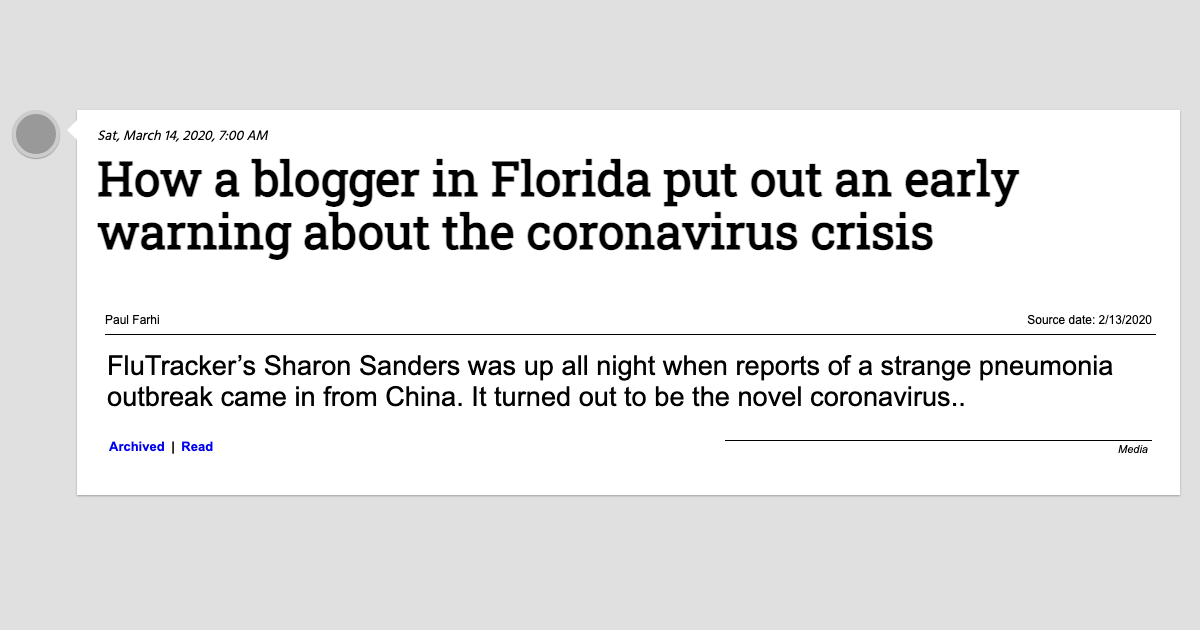 Sat, March 14, 2020, 7:00 AM
How a blogger in Florida put out an early
warning about the coronavirus crisis
Paul Farhi
Source date: 2/13/2020
FluTracker’s Sharon Sanders was up all night when reports of a strange pneumonia
outbreak came in from China. It turned out to be the novel coronavirus..
Archived | Read
Media